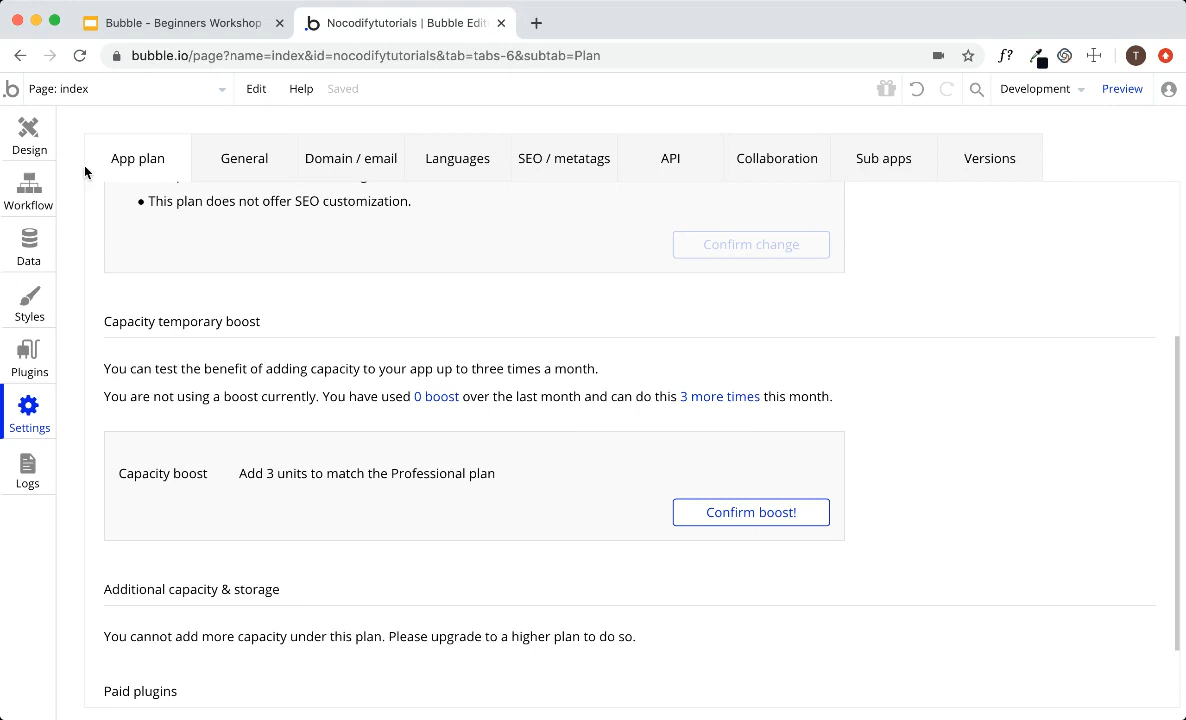 Bubble - Beginners Workshop
Nocodifytutorials | Bubble Edit
bubble.io/page?name=index&id=nocodifytutorials&tab=tabs-6&subtab=Plan
f?
T
b
Page: index
Edit
Help
Saved
Development
Preview
Design
Workflow
Data
Styles
Plugins
Settings
Logs
App plan
General
Domain / email
Languages
SEO / metatags
API
Collaboration
Sub apps
Versions
• This plan does not offer SEO customization.
Confirm change
Capacity temporary boost
You can test the benefit of adding capacity to your app up to three times a month.
You are not using a boost currently. You have used 0 boost over the last month and can do this 3 more times this month.
Capacity boost Add 3 units to match the Professional plan
Confirm boost!
Additional capacity & storage
You cannot add more capacity under this plan. Please upgrade to a higher plan to do so.
Paid plugins